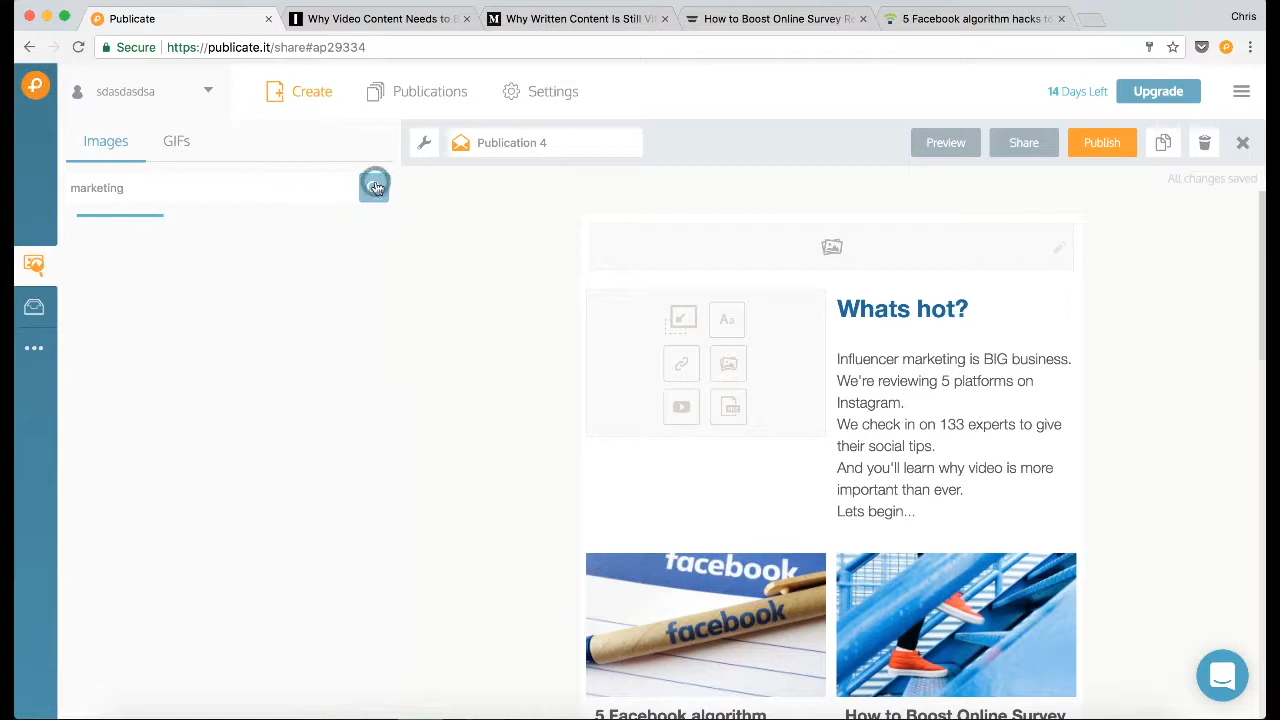 Publicate
Why Video Content Needs to B
Why Written Content Is Still Vi
How to Boost Online Survey Re
5 Facebook algorithm hacks to
Chris
Secure https://publicate.it/share#ap29334
sdasdasdsa
Create
Publications
Settings
14 Days Left
Upgrade
Images
GIFs
Publication 4
Preview
Share
Publish
marketing
All changes saved
Aa
Whats hot?
Influencer marketing is BIG business.
We're reviewing 5 platforms on
Instagram.
We check in on 133 experts to give
their social tips.
And you'll learn why video is more
important than ever.
Lets begin...
facebook
facebook
5 Facebook algorithm
How to Boost Online Survey